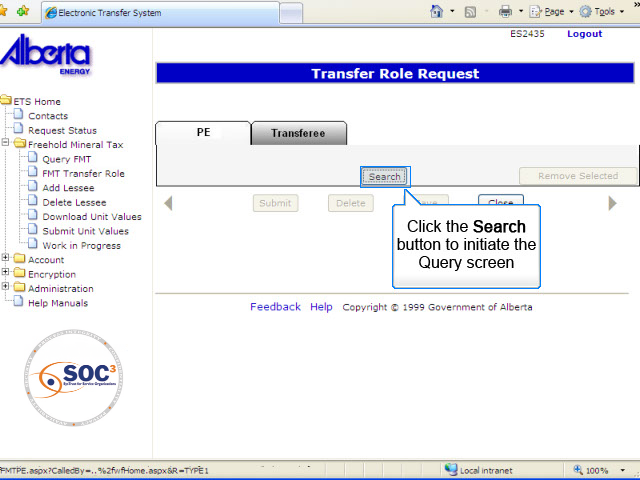 Electronic Transfer System
Page
Tools
ES2435 Logout
Alberta
ENERGY
Transfer Role Request
ETS Home
Contacts
Request Status
Freehold Mineral Tax
Query FMT
FMT Transfer Role
Add Lessee
Delete Lessee
Download Unit Values
Submit Unit Values
Work in Progress
Account
Encryption
Administration
Help Manuals
PE Transferee
Search Remove Selected
Submit Delete Close
Click the Search
button to initiate the
Query screen
Feedback Help Copyright © 1999 Government of Alberta
SOC3
SysTrust for Service Organizations
FMTPE.aspx?CalledBy=..%2fwfHome.aspx&R=TYPE1
Local intranet
100%